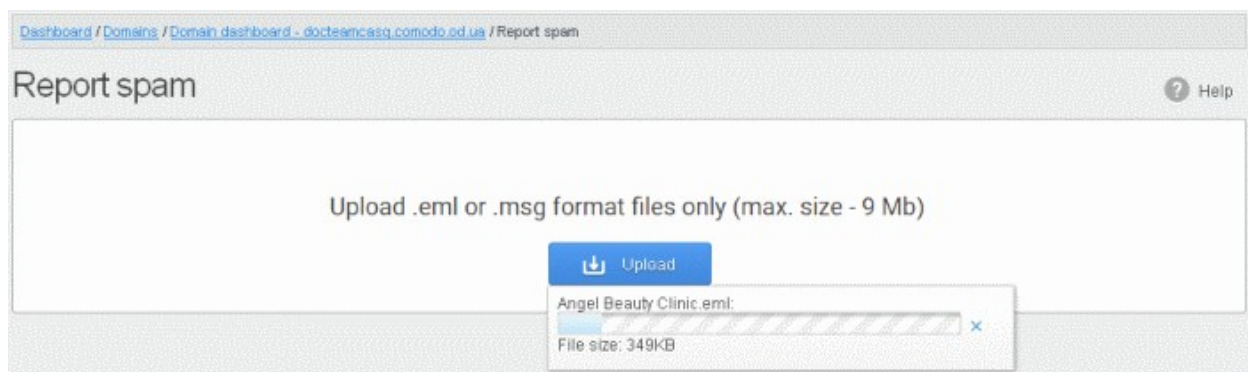 Dashboard / Domains / Domain dashboard - docteamcasg.comodo.od.ua / Report spam
Report spam
Help
Upload .eml or .msg format files only (max. size - 9 Mb)
Upload
Angel Beauty Clinic.eml:
File size: 349KB